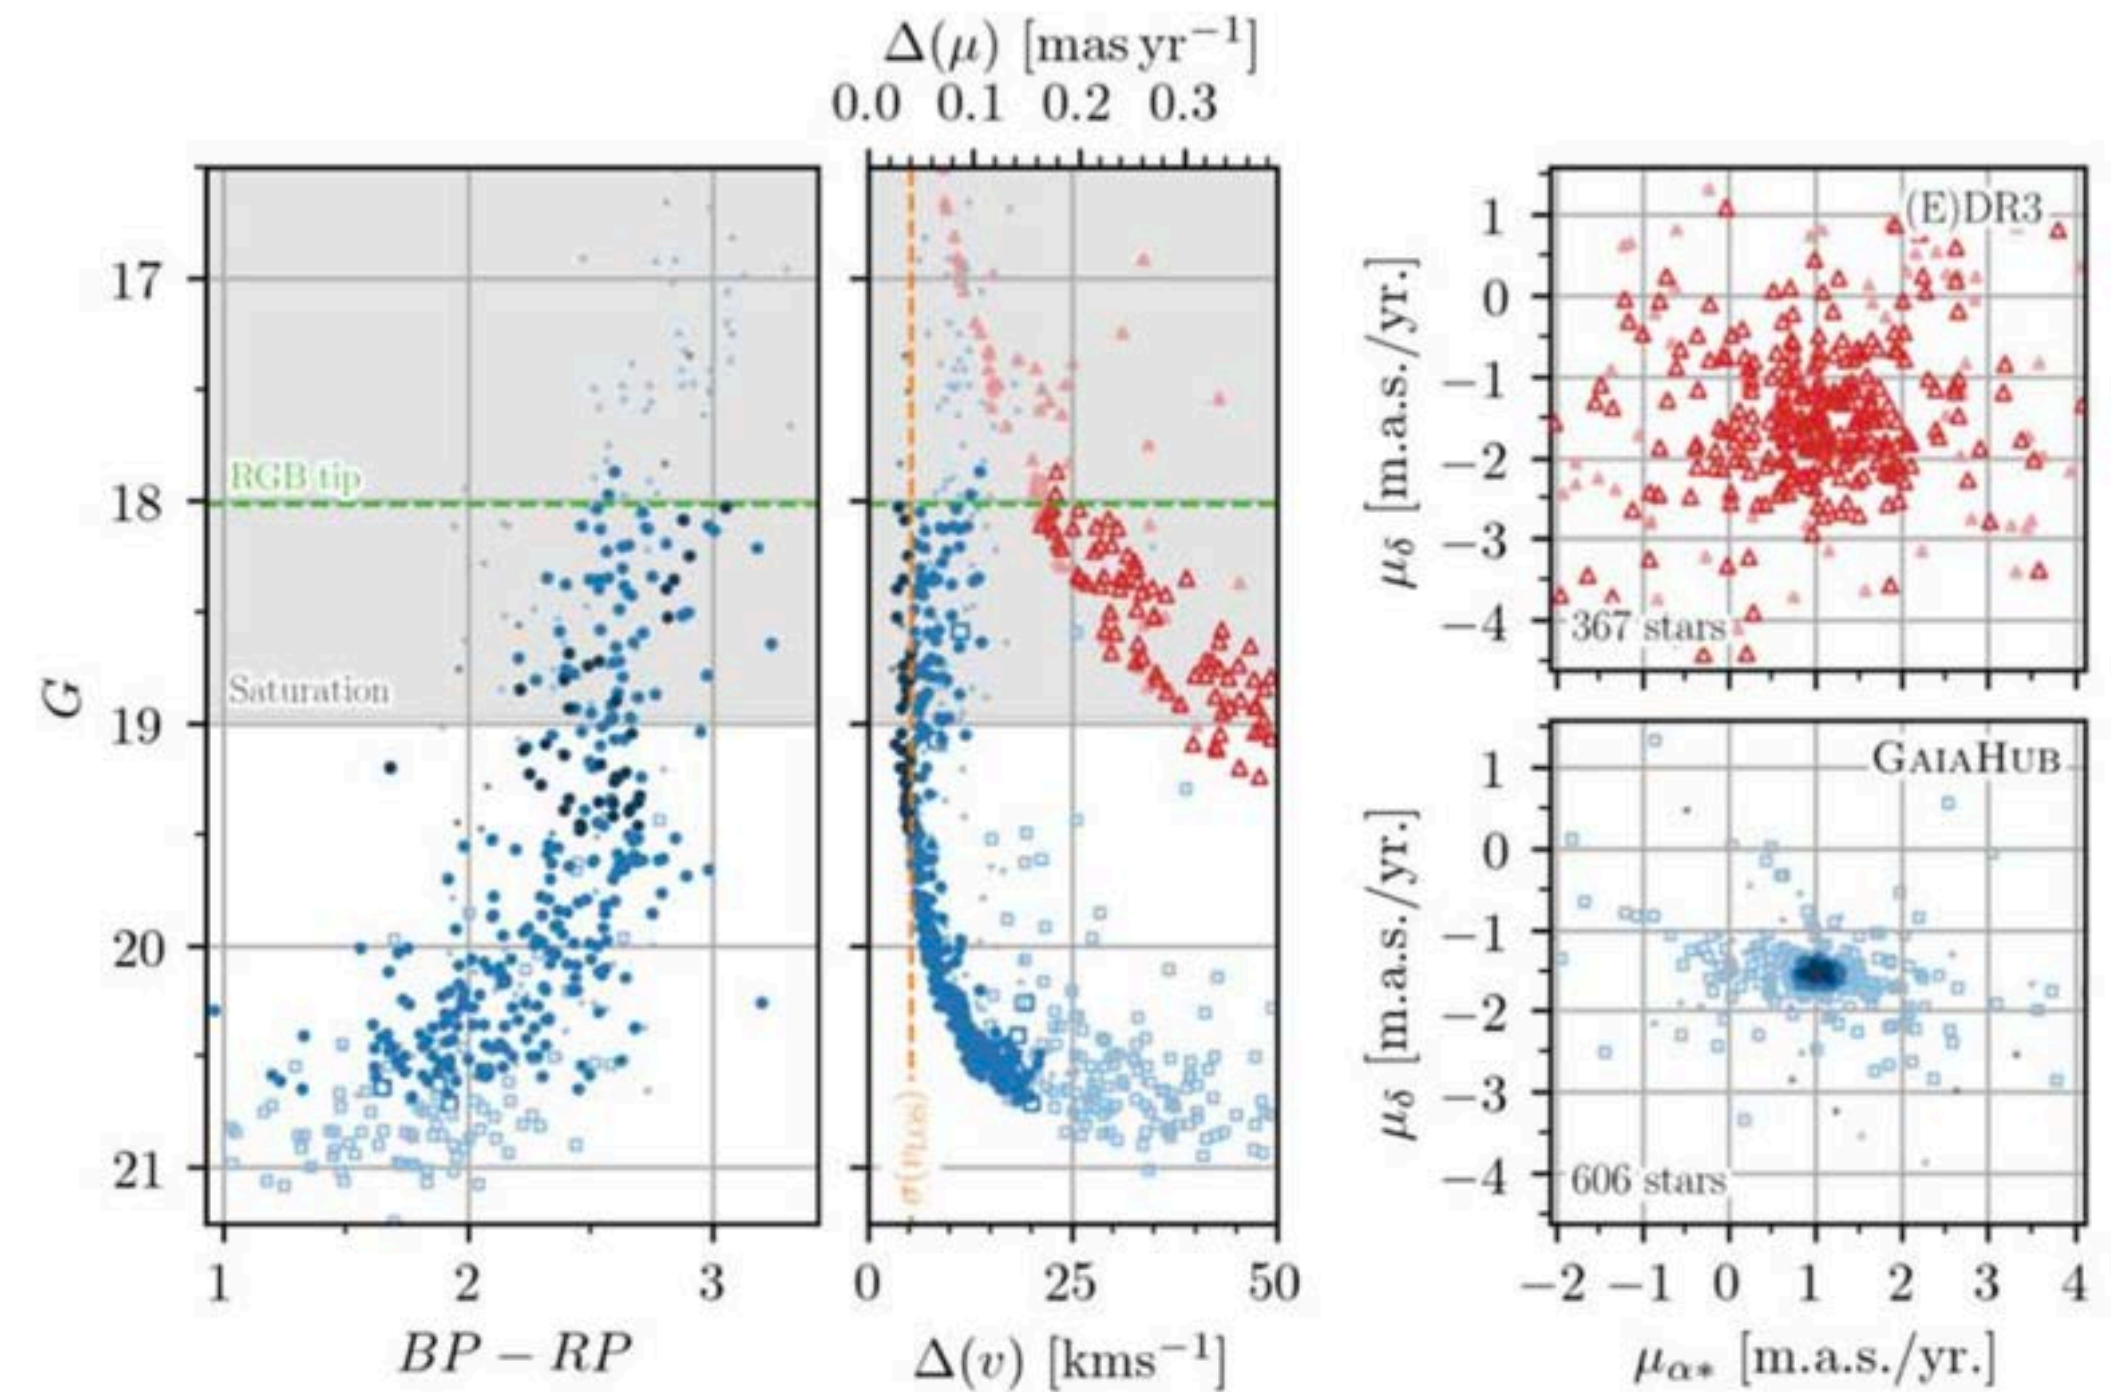 Δ(μ) [mas yr⁻¹]
0.0 0.1 0.2 0.3
G
17
18
19
20
21
RGB tip
Saturation
1 2 3
BP − RP
σ(v_LOS)
0 25 50
Δ(v) [kms⁻¹]
μ_δ [m.a.s./yr.]
1
0
−1
−2
−3
−4
(E)DR3
367 stars
μ_δ [m.a.s./yr.]
1
0
−1
−2
−3
−4
GAIAHUB
606 stars
−2 −1 0 1 2 3 4
μ_α∗ [m.a.s./yr.]